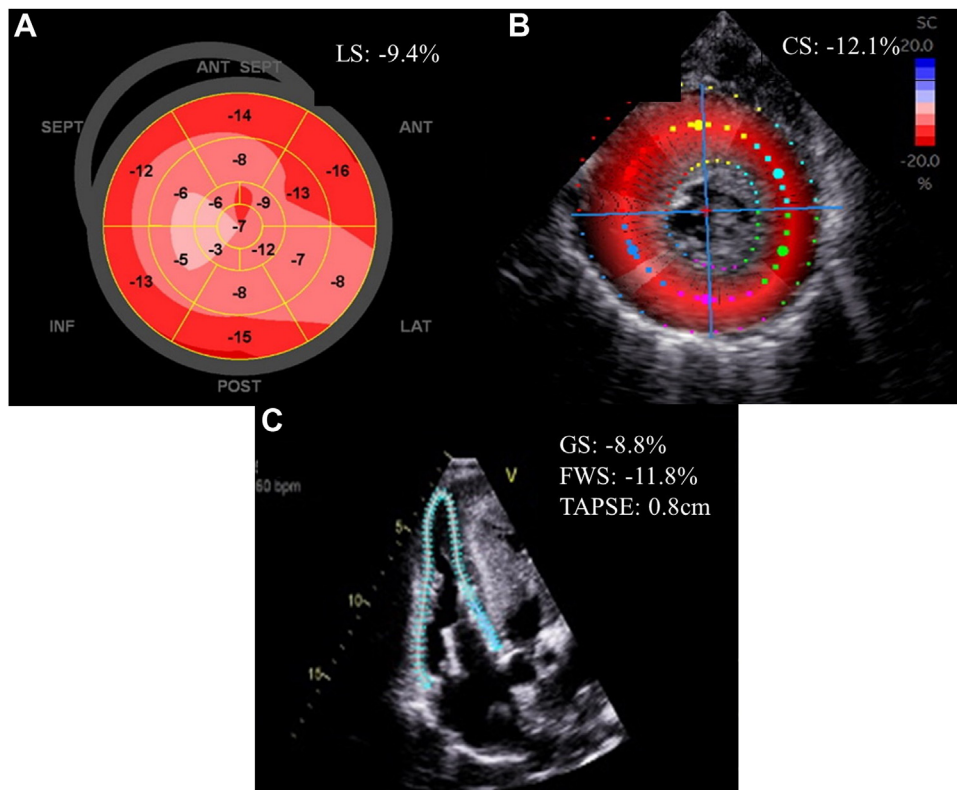 A
LS: -9.4%
ANT SEPT
SEPT
ANT
-14
-12
-16
-8
-6
-13
-6
-9
-7
-3
-12
-5
-7
-13
-8
-8
-15
INF
LAT
POST
B
CS: -12.1%
SC
20.0
-20.0
%
C
GS: -8.8%
FWS: -11.8%
TAPSE: 0.8cm
V
60 bpm
5
10
15